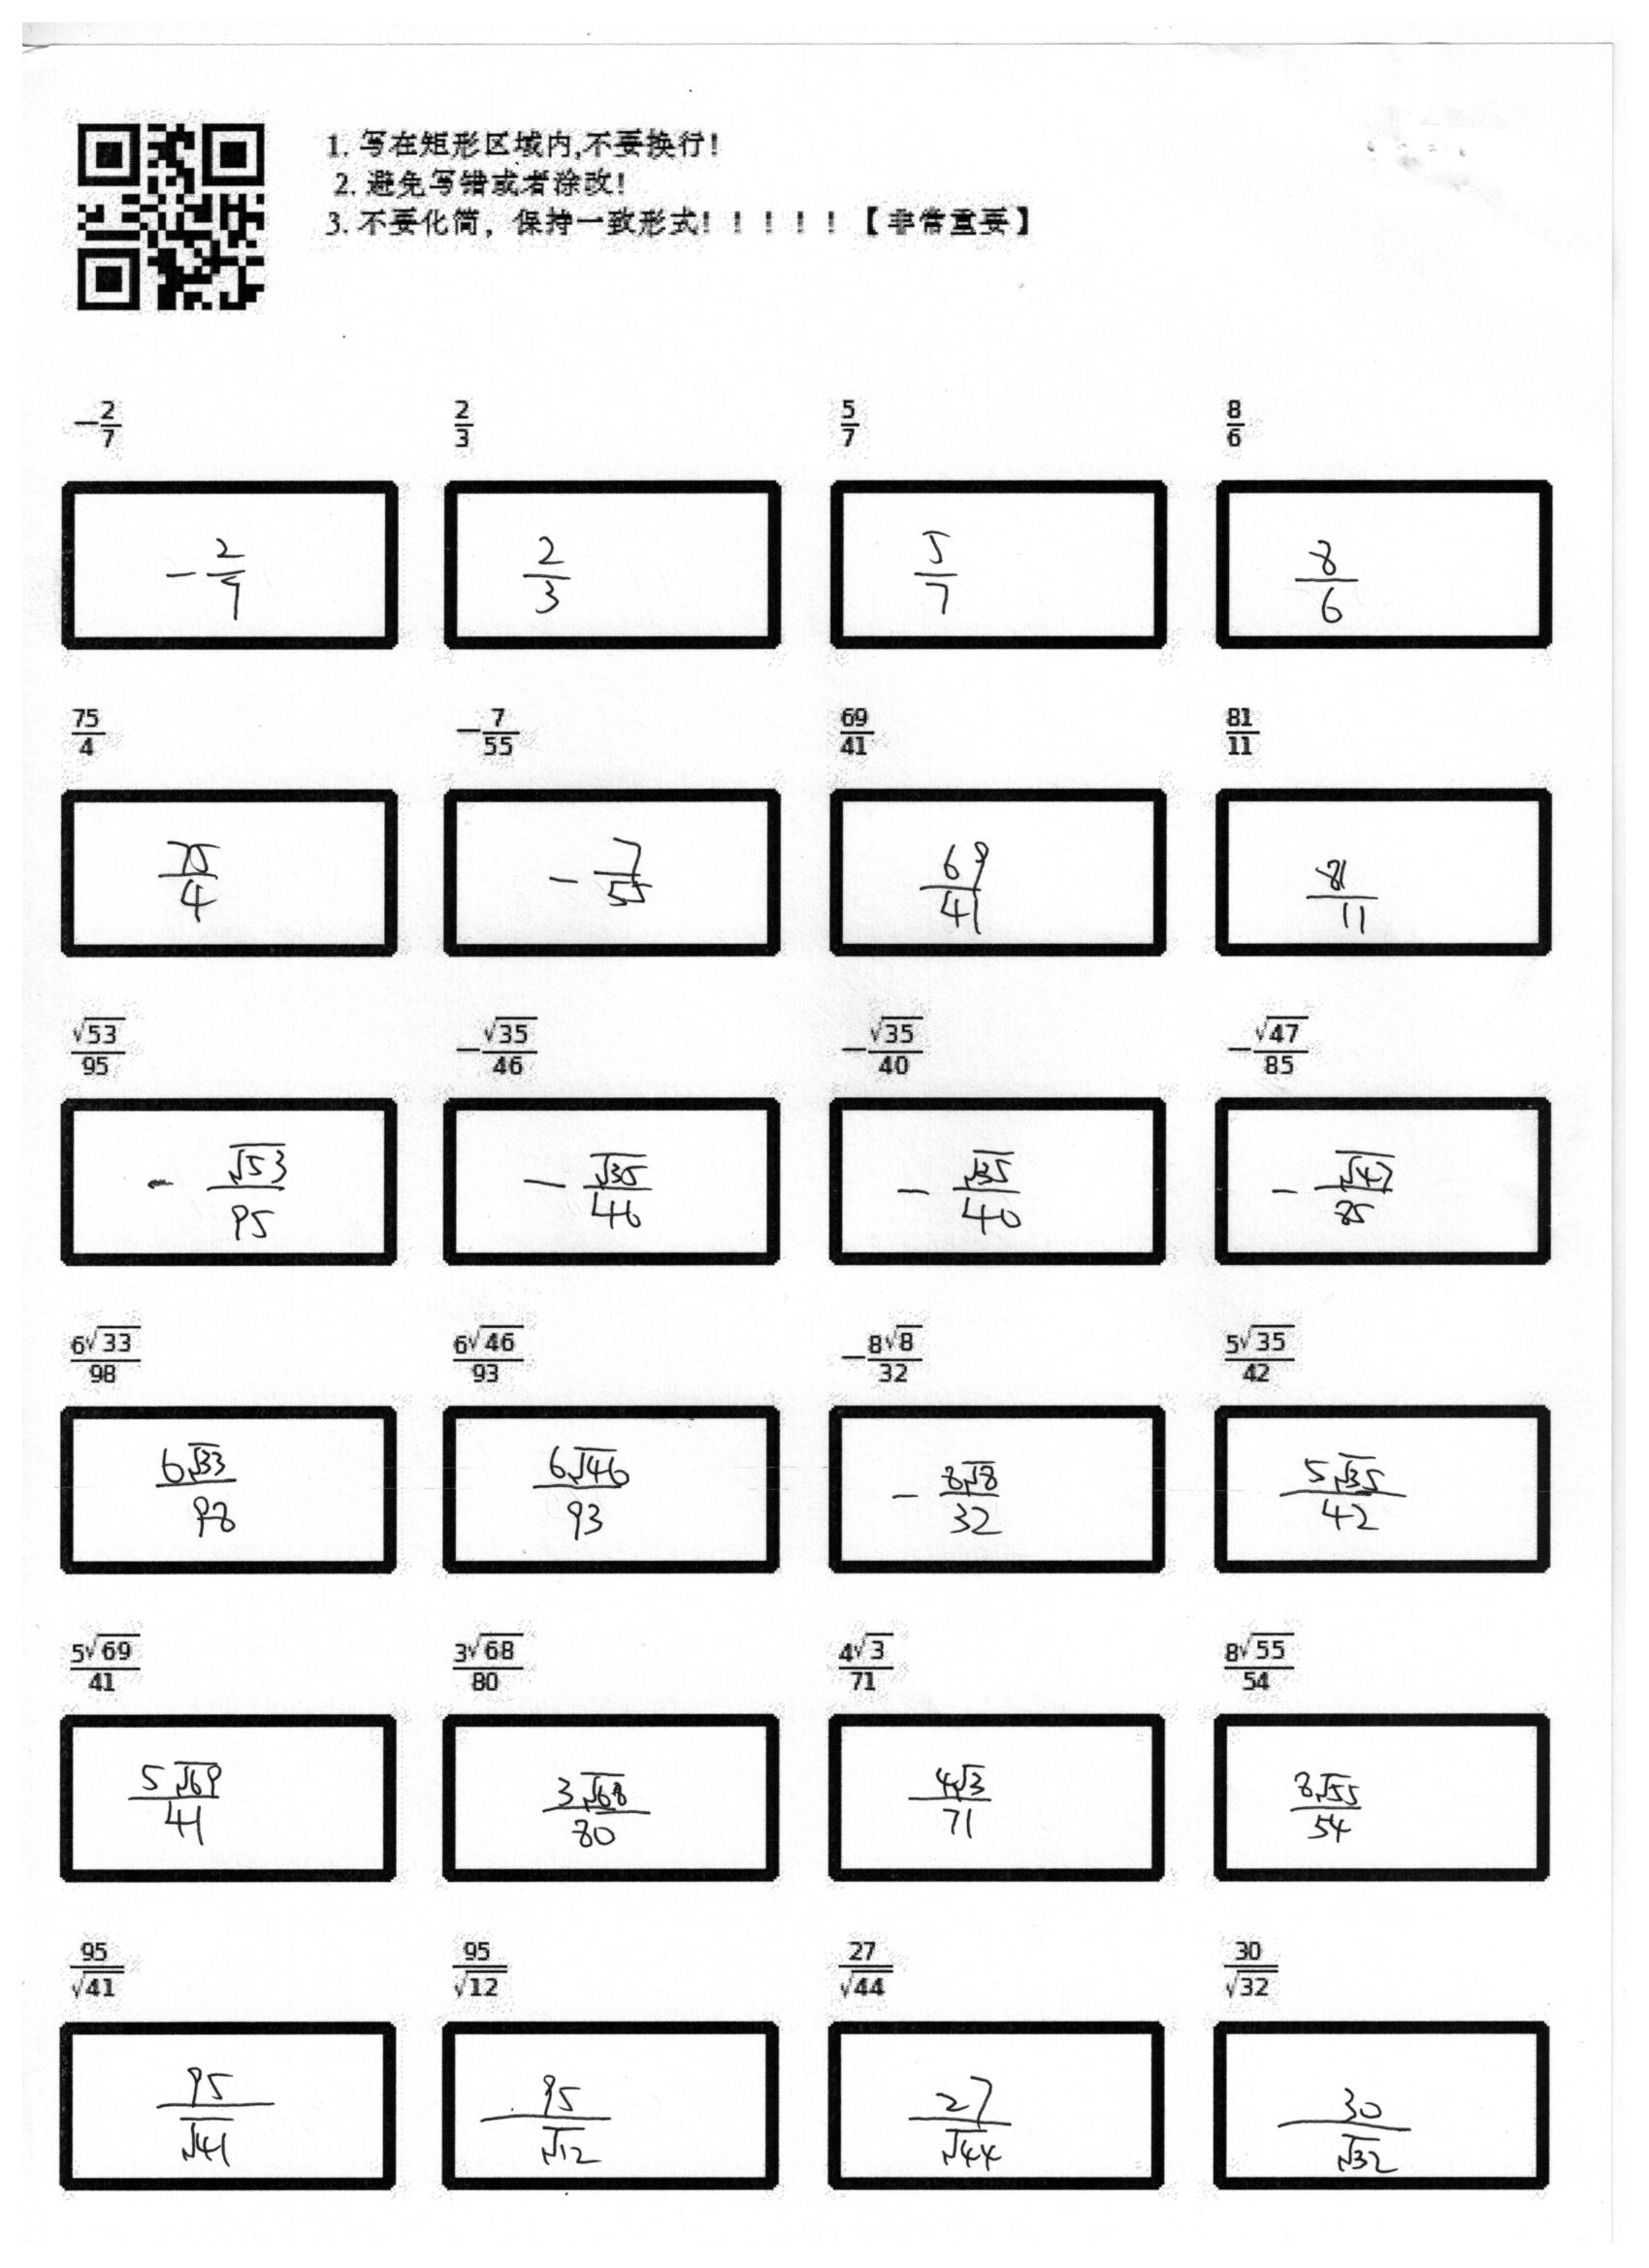 1. 写在矩形区域内,不要换行!
2. 避免写错或者涂改!
3. 不要化简，保持一致形式！！！！！【非常重要】
-\frac{2}{7} \frac{2}{3} \frac{5}{7} \frac{8}{6}
-\frac{2}{7} \frac{2}{3} \frac{5}{7} \frac{8}{6}
\frac{75}{4} -\frac{7}{55} \frac{69}{41} \frac{81}{11}
\frac{75}{4} -\frac{7}{55} \frac{69}{41} \frac{81}{11}
\frac{\sqrt{53}}{95} -\frac{\sqrt{35}}{46} -\frac{\sqrt{35}}{40} -\frac{\sqrt{47}}{85}
-\frac{\sqrt{53}}{95} -\frac{\sqrt{35}}{46} -\frac{\sqrt{35}}{40} -\frac{\sqrt{47}}{85}
\frac{6\sqrt{33}}{98} \frac{6\sqrt{46}}{93} -\frac{8\sqrt{8}}{32} \frac{5\sqrt{35}}{42}
\frac{6\sqrt{33}}{98} \frac{6\sqrt{46}}{93} -\frac{8\sqrt{8}}{32} \frac{5\sqrt{35}}{42}
\frac{5\sqrt{69}}{41} \frac{3\sqrt{68}}{80} \frac{4\sqrt{3}}{71} \frac{8\sqrt{55}}{54}
\frac{5\sqrt{69}}{41} \frac{3\sqrt{68}}{80} \frac{4\sqrt{3}}{71} \frac{8\sqrt{55}}{54}
\frac{95}{\sqrt{41}} \frac{95}{\sqrt{12}} \frac{27}{\sqrt{44}} \frac{30}{\sqrt{32}}
\frac{95}{\sqrt{41}} \frac{95}{\sqrt{12}} \frac{27}{\sqrt{44}} \frac{30}{\sqrt{32}}